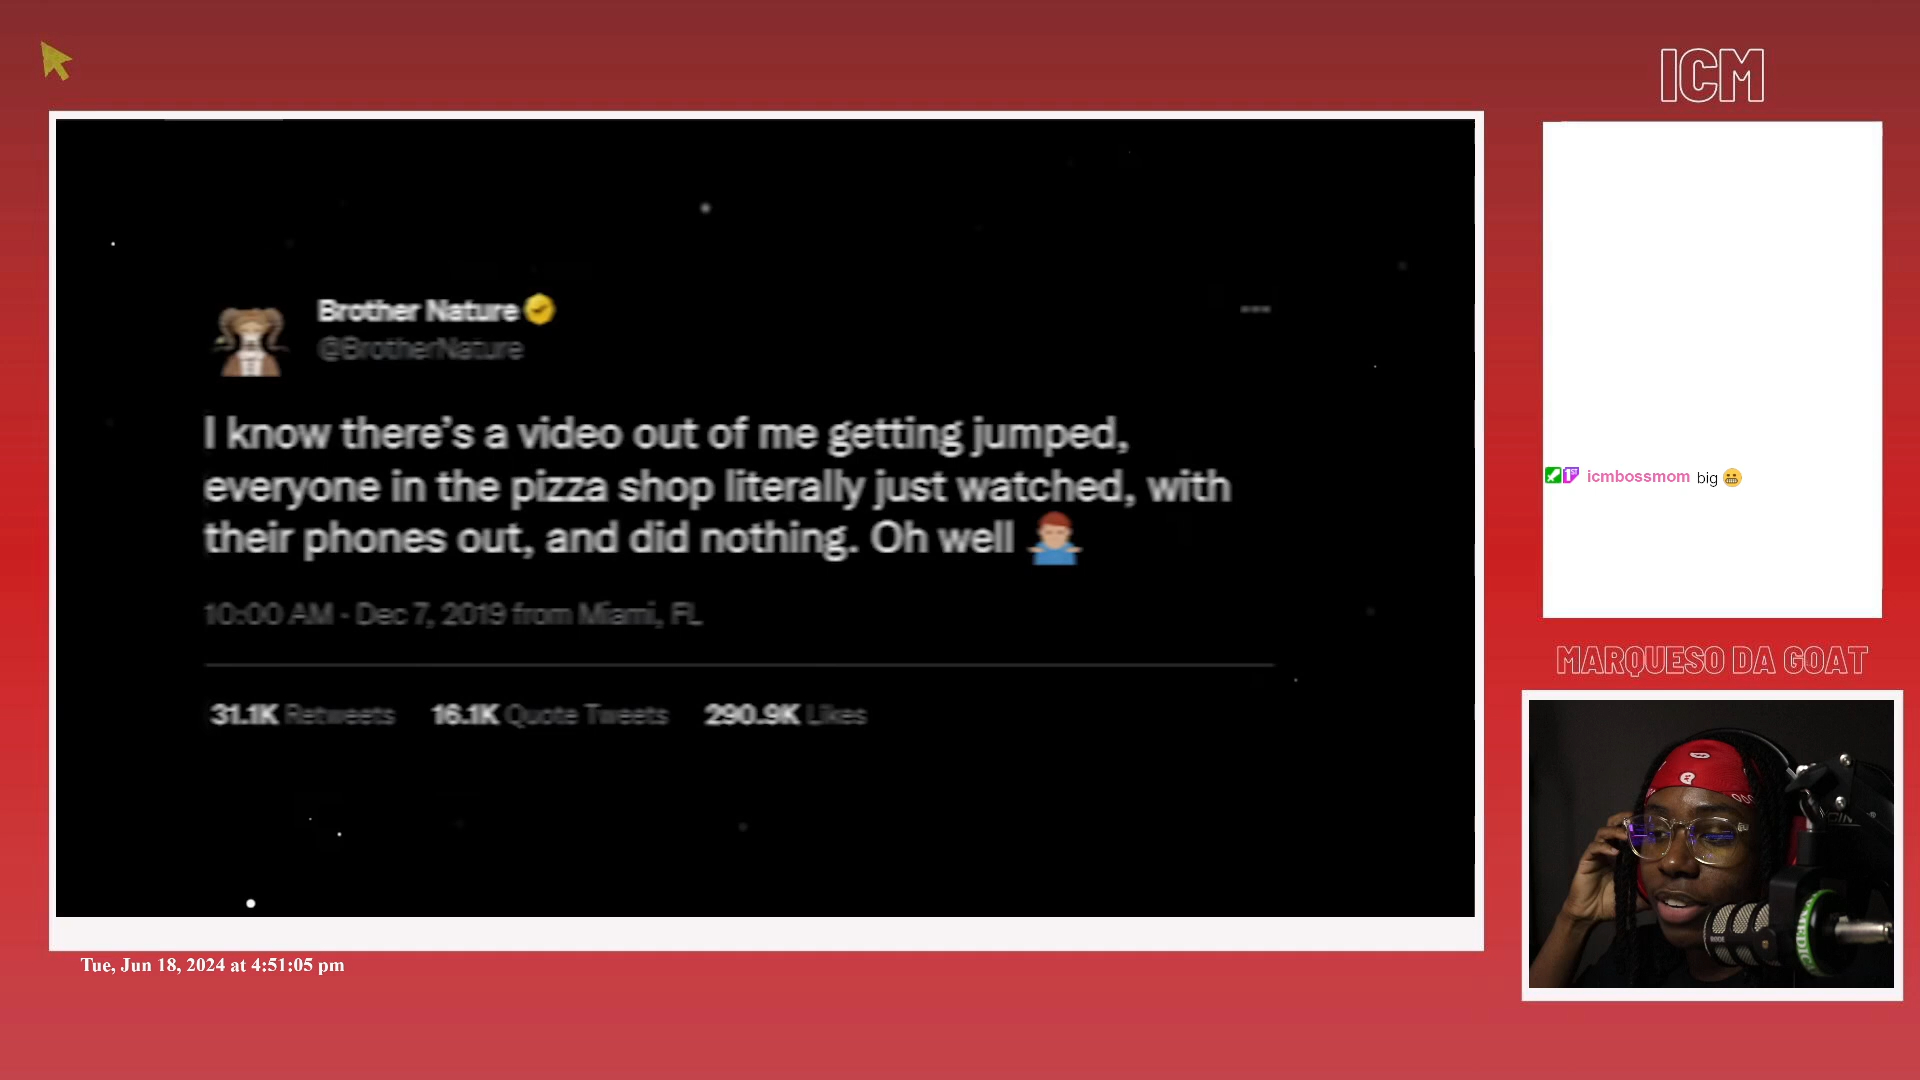 ICM
Brother Nature
@BrotherNature
I know there's a video out of me getting jumped,
everyone in the pizza shop literally just watched, with
their phones out, and did nothing. Oh well 🤷‍♂️
10:00 AM · Dec 7, 2019 from Miami, FL
31.1K Retweets 16.1K Quote Tweets 290.9K Likes
icmbossmom big 😬
MARQUESO DA GOAT
RODE
Tue, Jun 18, 2024 at 4:51:05 pm